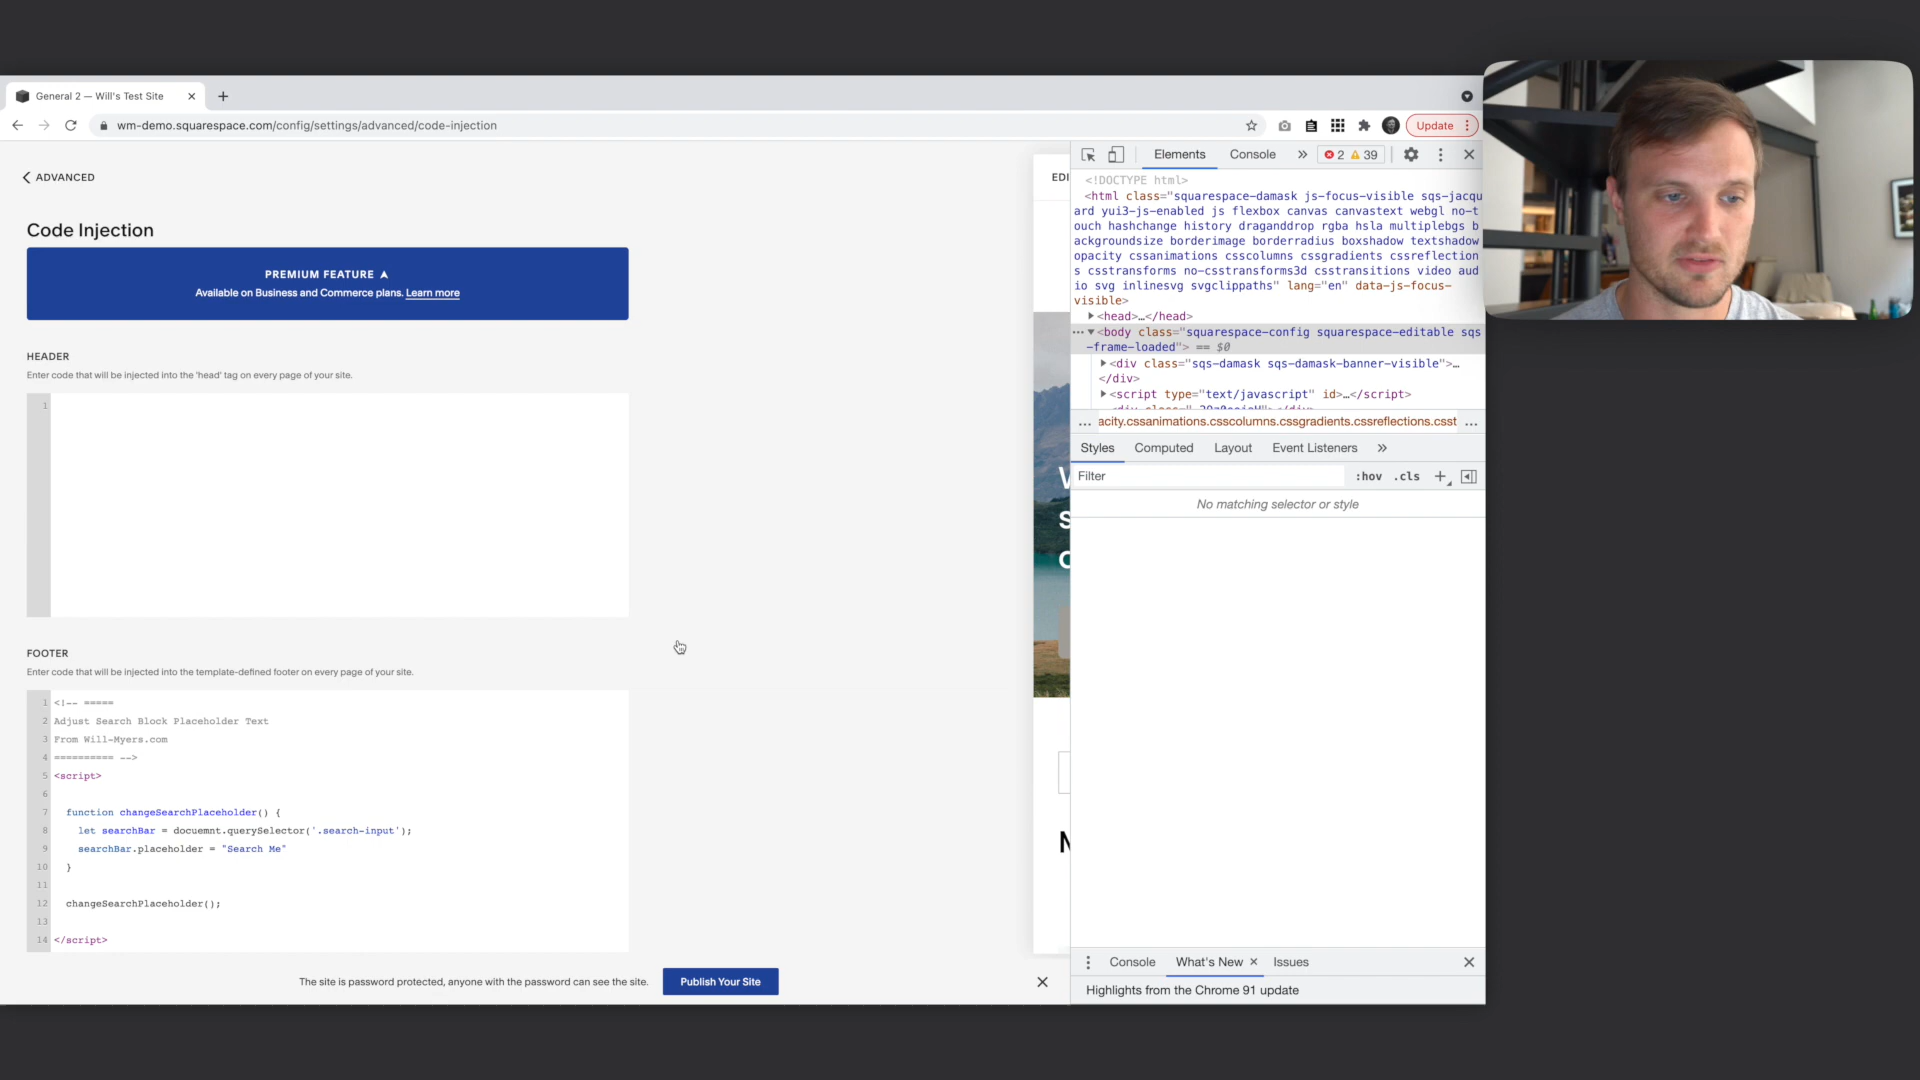 General 2 — Will's Test Site
wm-demo.squarespace.com/config/settings/advanced/code-injection
Update
ADVANCED
Code Injection
PREMIUM FEATURE
Available on Business and Commerce plans. Learn more
HEADER
Enter code that will be injected into the 'head' tag on every page of your site.
1
FOOTER
Enter code that will be injected into the template-defined footer on every page of your site.
1 <!-- =====
2 Adjust Search Block Placeholder Text
3 From Will-Myers.com
4 ========== -->
5 <script>
6
7 function changeSearchPlaceholder() {
8 let searchBar = docuemnt.querySelector('.search-input');
9 searchBar.placeholder = "Search Me"
10 }
11
12 changeSearchPlaceholder();
13
14 </script>
The site is password protected, anyone with the password can see the site.
Publish Your Site
EDI
Elements
Console
2
39
<!DOCTYPE html>
<html class="squarespace-damask js-focus-visible sqs-jacqu
ard yui3-js-enabled js flexbox canvas canvastext webgl no-t
ouch hashchange history draganddrop rgba hsla multiplebgs b
ackgroundsize borderimage borderradius boxshadow textshadow
opacity cssanimations csscolumns cssgradients cssreflection
s csstransforms no-csstransforms3d csstransitions video aud
io svg inlinesvg svgclippaths" lang="en" data-js-focus-
visible>
<head>…</head>
<body class="squarespace-config squarespace-editable sqs
-frame-loaded"> == $0
<div class="sqs-damask sqs-damask-banner-visible">…
</div>
<script type="text/javascript" id>…</script>
... acity.cssanimations.csscolumns.cssgradients.cssreflections.csst ...
Styles
Computed
Layout
Event Listeners
Filter
:hov
.cls
No matching selector or style
Console
What's New
Issues
Highlights from the Chrome 91 update